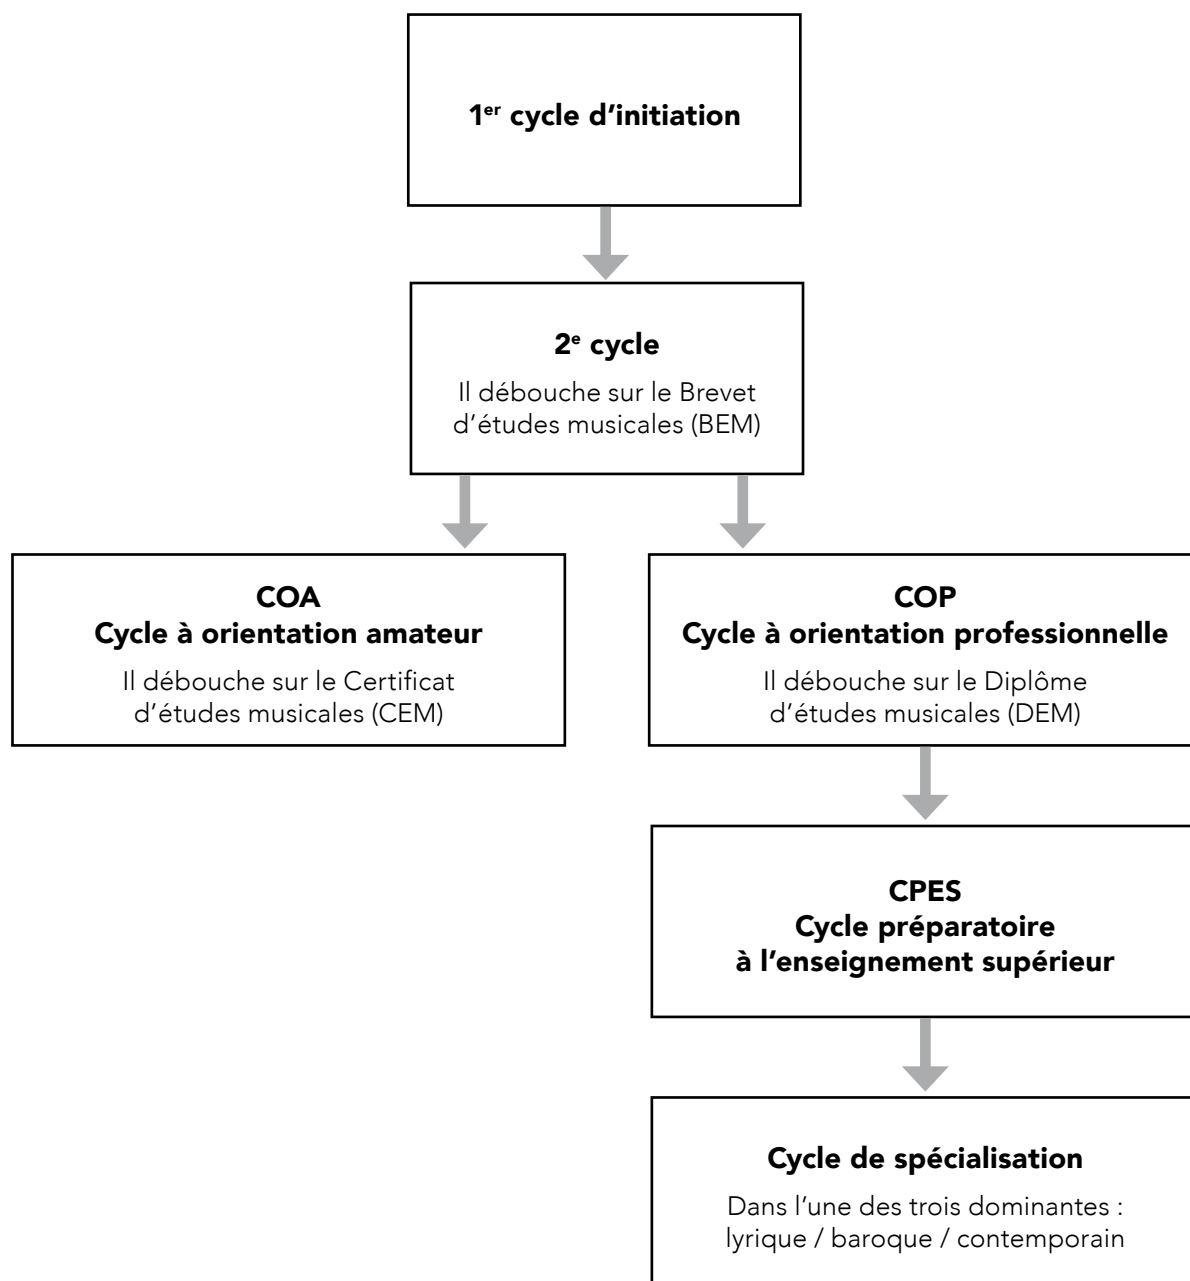 1er cycle d’initiation
2e cycle
Il débouche sur le Brevet
d’études musicales (BEM)
COA
Cycle à orientation amateur
Il débouche sur le Certificat
d’études musicales (CEM)
COP
Cycle à orientation professionnelle
Il débouche sur le Diplôme
d’études musicales (DEM)
CPES
Cycle préparatoire
à l’enseignement supérieur
Cycle de spécialisation
Dans l’une des trois dominantes :
lyrique / baroque / contemporain